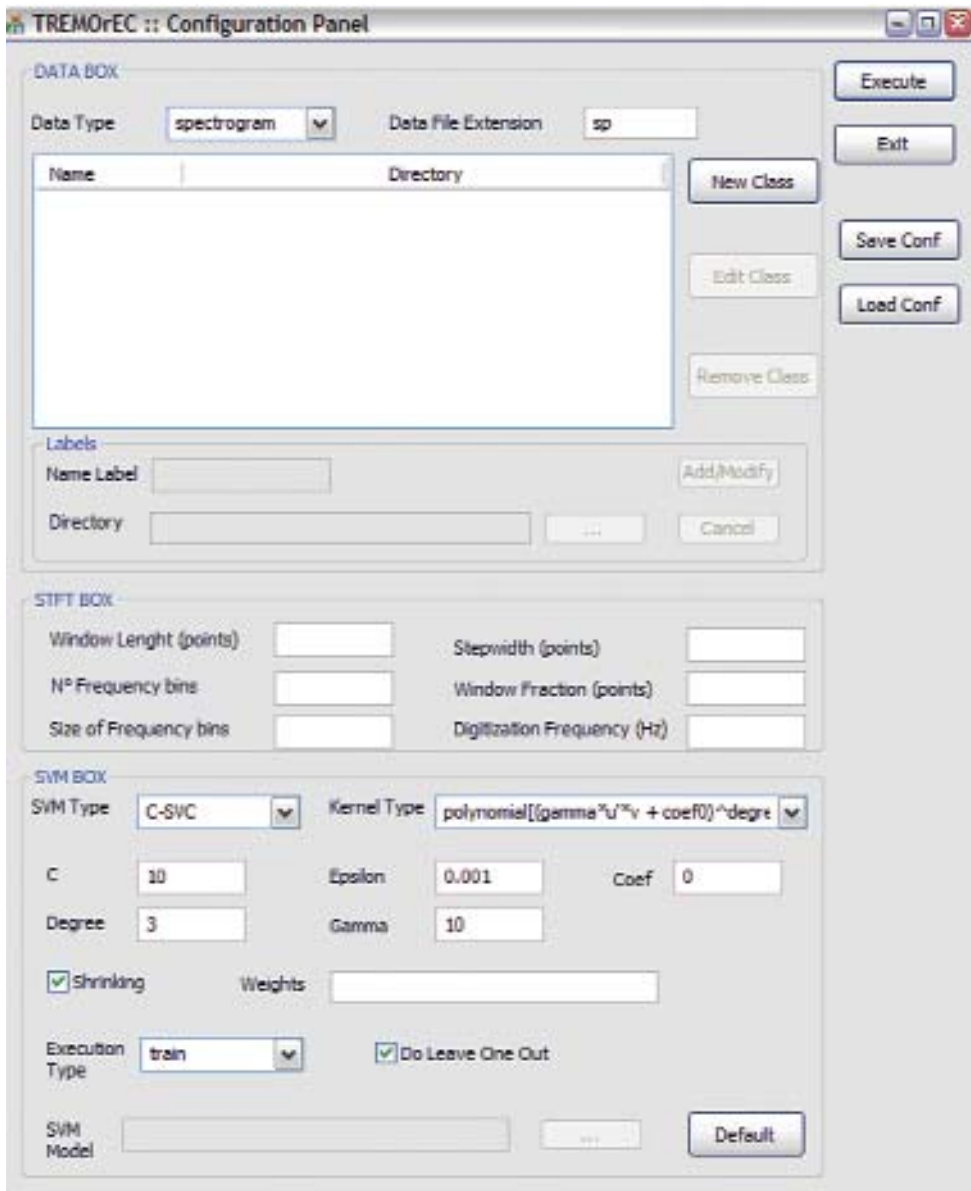 TREMOrEC :: Configuration Panel
DATA BOX
Execute
Data Type spectrogram Data File Extension sp
Exit
Name Directory
New Class
Save Conf
Edit Class
Load Conf
Remove Class
Labels
Name Label Add/Modify
Directory ... Cancel
STFT BOX
Window Lenght (points) Stepwidth (points)
Nº Frequency bins Window Fraction (points)
Size of Frequency bins Digitization Frequency (Hz)
SVM BOX
SVM Type C-SVC Kernel Type polynomial[(gamma*u'*v + coef0)^degre
C 10 Epsilon 0.001 Coef 0
Degree 3 Gamma 10
Shrinking Weights
Execution Type train Do Leave One Out
SVM Model ... Default